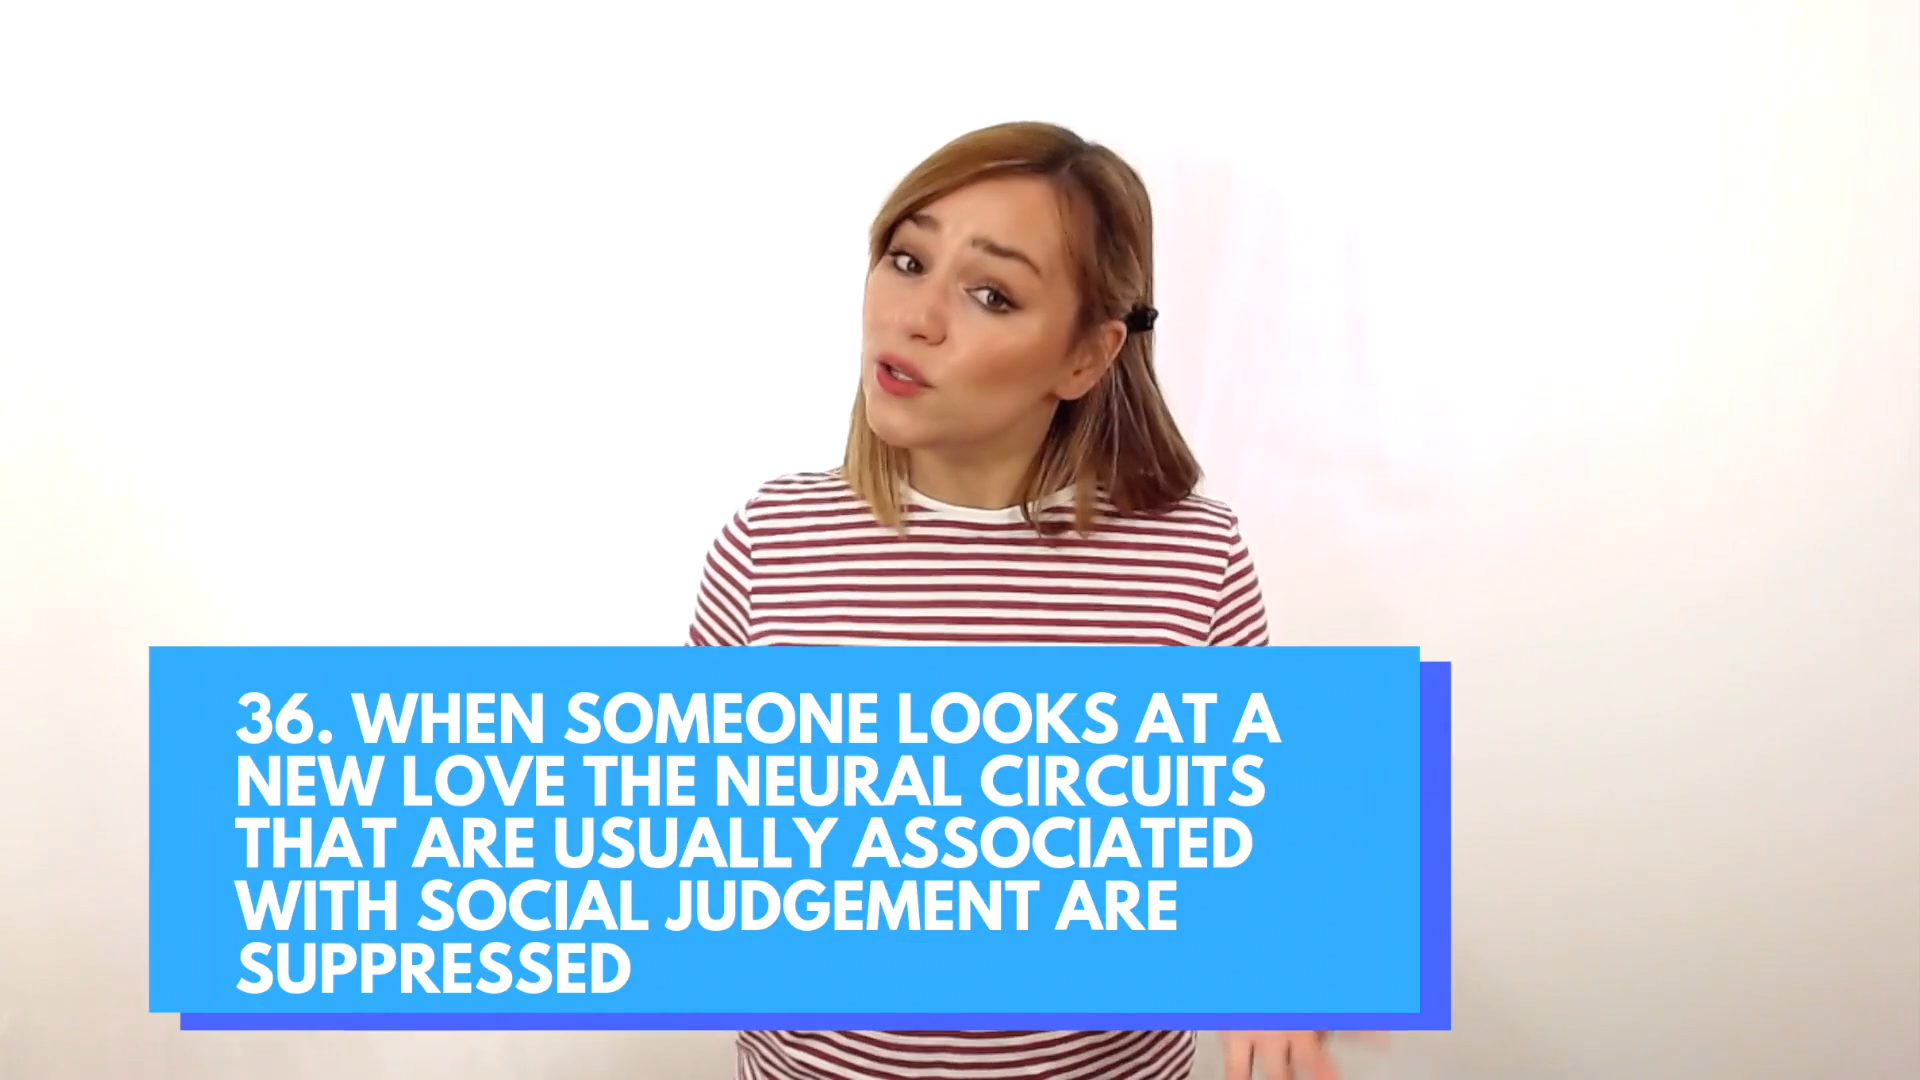 36. WHEN SOMEONE LOOKS AT A
NEW LOVE THE NEURAL CIRCUITS
THAT ARE USUALLY ASSOCIATED
WITH SOCIAL JUDGEMENT ARE
SUPPRESSED